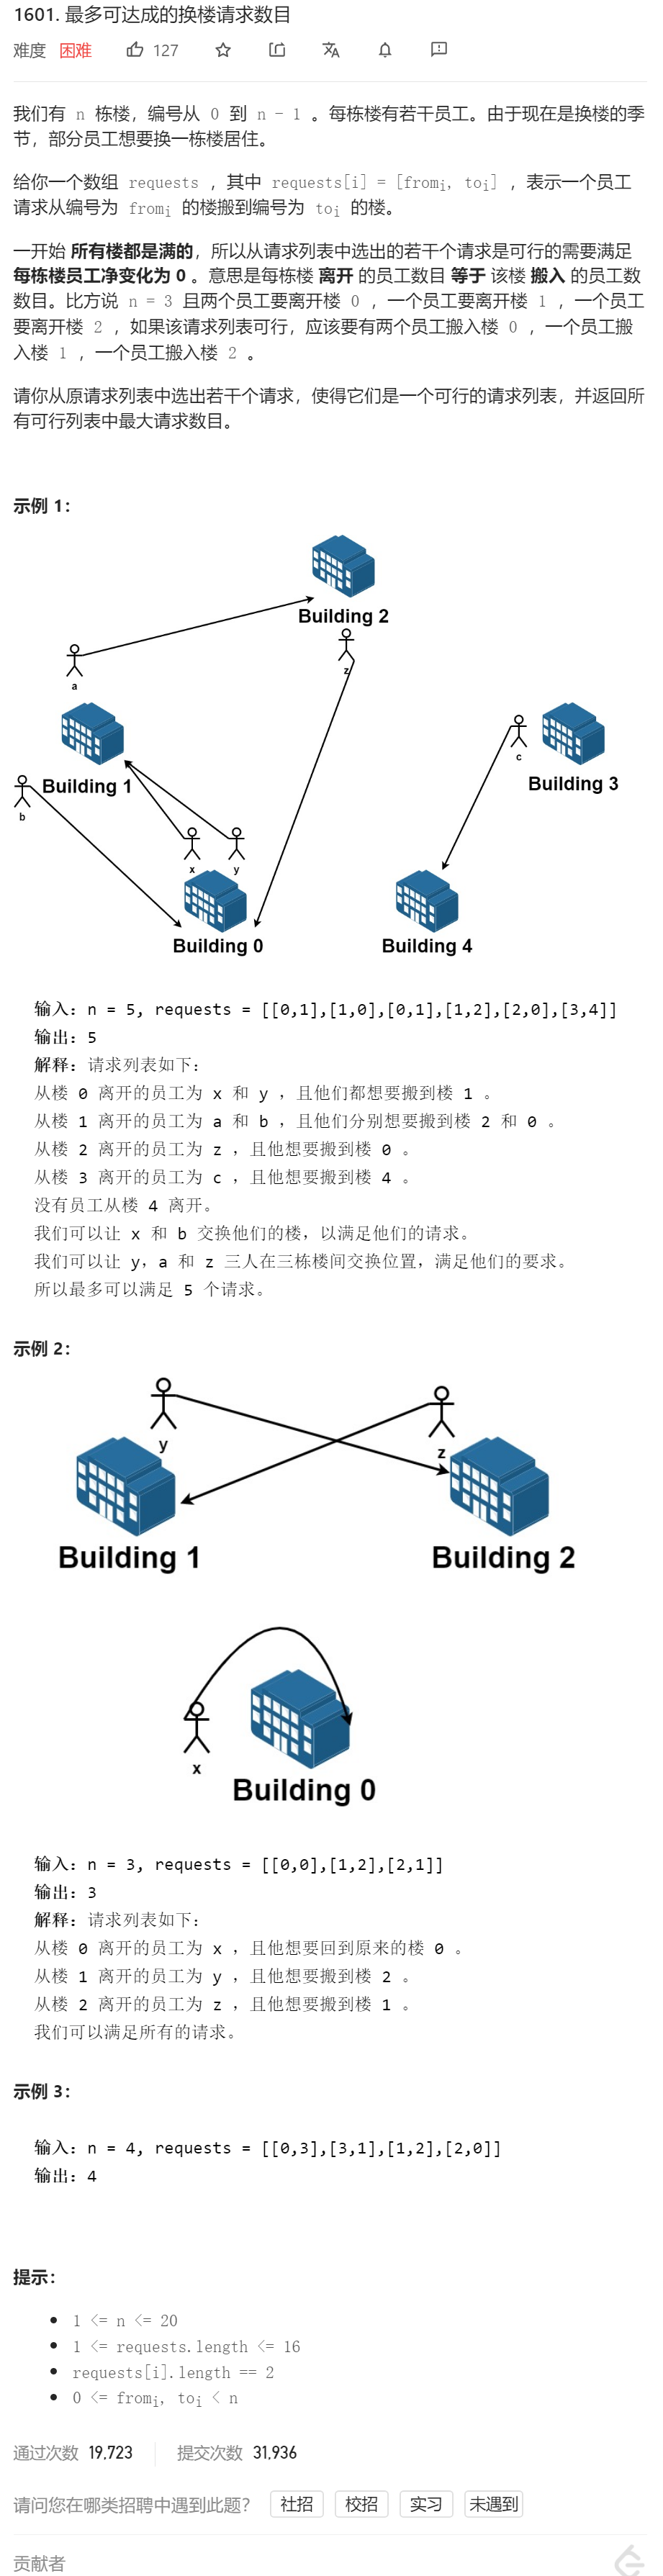 1601. 最多可达成的换楼请求数目
难度 困难 127
我们有 n 栋楼，编号从 0 到 n - 1 。每栋楼有若干员工。由于现在是换楼的季
节，部分员工想要换一栋楼居住。
给你一个数组 requests ，其中 requests[i] = [fromi, toi] ，表示一个员工
请求从编号为 fromi 的楼搬到编号为 toi 的楼。
一开始 所有楼都是满的，所以从请求列表中选出的若干个请求是可行的需要满足
每栋楼员工净变化为 0 。意思是每栋楼 离开 的员工数目 等于 该楼 搬入 的员工数
数目。比方说 n = 3 且两个员工要离开楼 0 ，一个员工要离开楼 1 ，一个员工
要离开楼 2 ，如果该请求列表可行，应该要有两个员工搬入楼 0 ，一个员工搬
入楼 1 ，一个员工搬入楼 2 。
请你从原请求列表中选出若干个请求，使得它们是一个可行的请求列表，并返回所
有可行列表中最大请求数目。
示例 1：
Building 2
a
z
c
Building 1
Building 3
b
x y
Building 0
Building 4
输入：n = 5, requests = [[0,1],[1,0],[0,1],[1,2],[2,0],[3,4]]
输出：5
解释：请求列表如下：
从楼 0 离开的员工为 x 和 y ，且他们都想要搬到楼 1 。
从楼 1 离开的员工为 a 和 b ，且他们分别想要搬到楼 2 和 0 。
从楼 2 离开的员工为 z ，且他想要搬到楼 0 。
从楼 3 离开的员工为 c ，且他想要搬到楼 4 。
没有员工从楼 4 离开。
我们可以让 x 和 b 交换他们的楼，以满足他们的请求。
我们可以让 y，a 和 z 三人在三栋楼间交换位置，满足他们的要求。
所以最多可以满足 5 个请求。
示例 2：
y
z
Building 1
Building 2
x
Building 0
输入：n = 3, requests = [[0,0],[1,2],[2,1]]
输出：3
解释：请求列表如下：
从楼 0 离开的员工为 x ，且他想要回到原来的楼 0 。
从楼 1 离开的员工为 y ，且他想要搬到楼 2 。
从楼 2 离开的员工为 z ，且他想要搬到楼 1 。
我们可以满足所有的请求。
示例 3：
输入：n = 4, requests = [[0,3],[3,1],[1,2],[2,0]]
输出：4
提示：
1 <= n <= 20
1 <= requests.length <= 16
requests[i].length == 2
0 <= fromi, toi < n
通过次数 19,723 提交次数 31,936
请问您在哪类招聘中遇到此题？ 社招 校招 实习 未遇到
贡献者